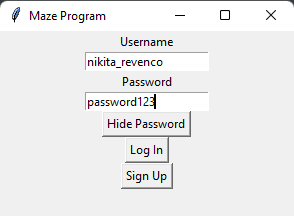 Maze Program
Username
nikita_revenco
Password
password123
Hide Password
Log In
Sign Up